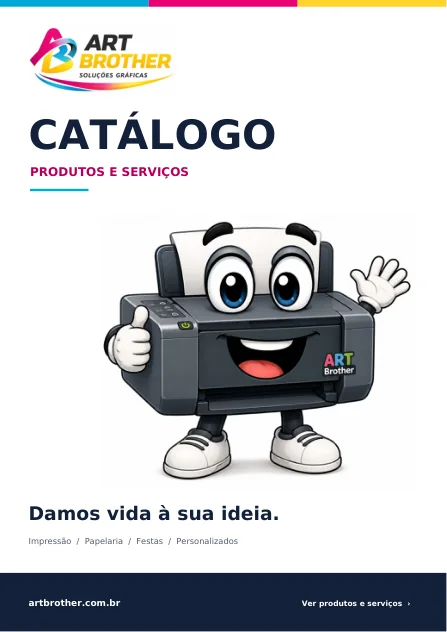 ART
BROTHER
SOLUÇÕES GRÁFICAS
CATÁLOGO
PRODUTOS E SERVIÇOS
ART
Brother
Damos vida à sua ideia.
Impressão / Papelaria / Festas / Personalizados
artbrother.com.br
Ver produtos e serviços ›